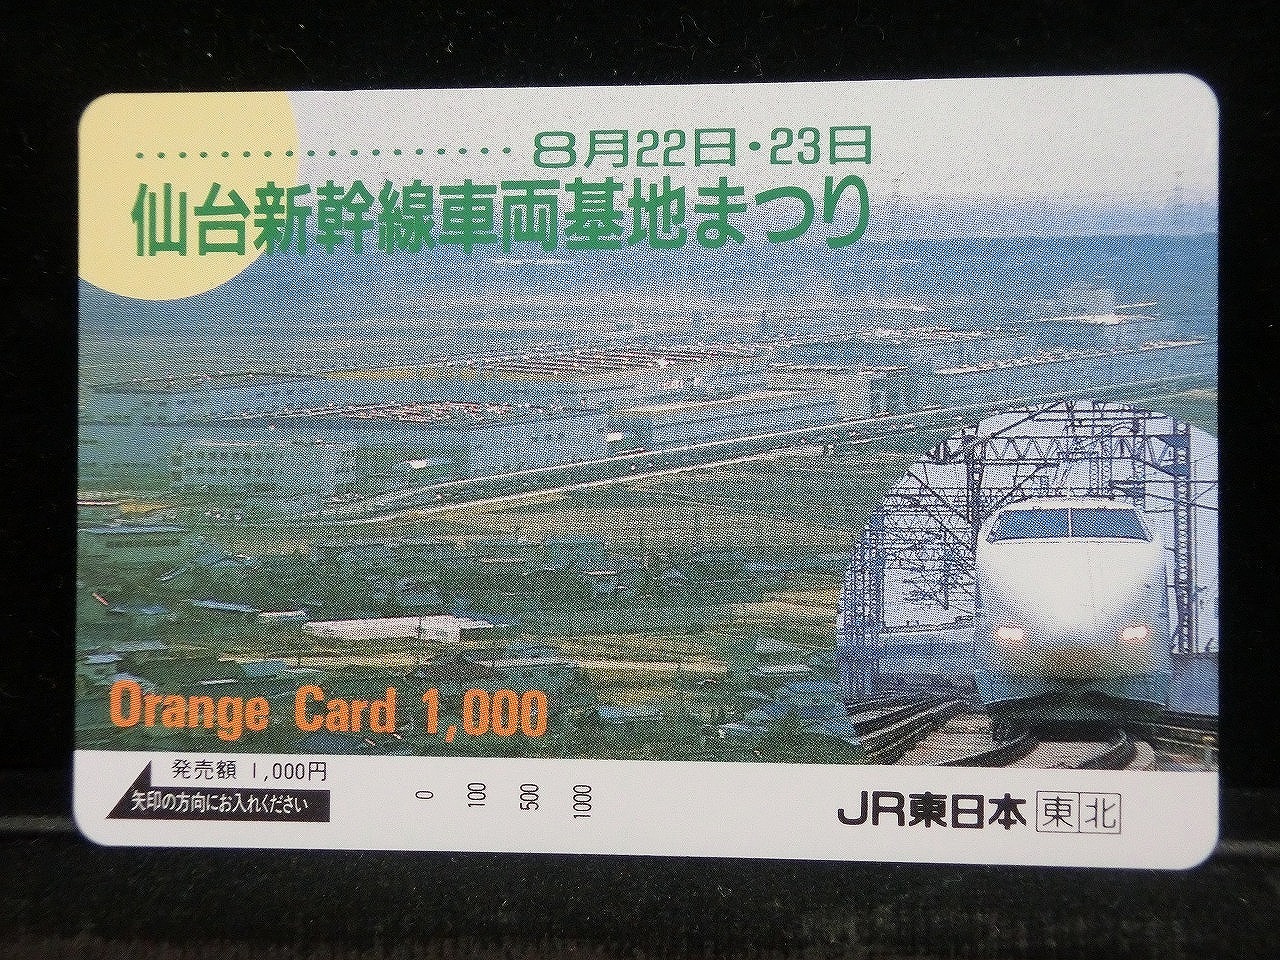 8月22日・23日
仙台新幹線車両基地まつり
Orange Card 1,000
発売額 1,000円
矢印の方向にお入れください
0 100 500 1000
JR東日本 東北